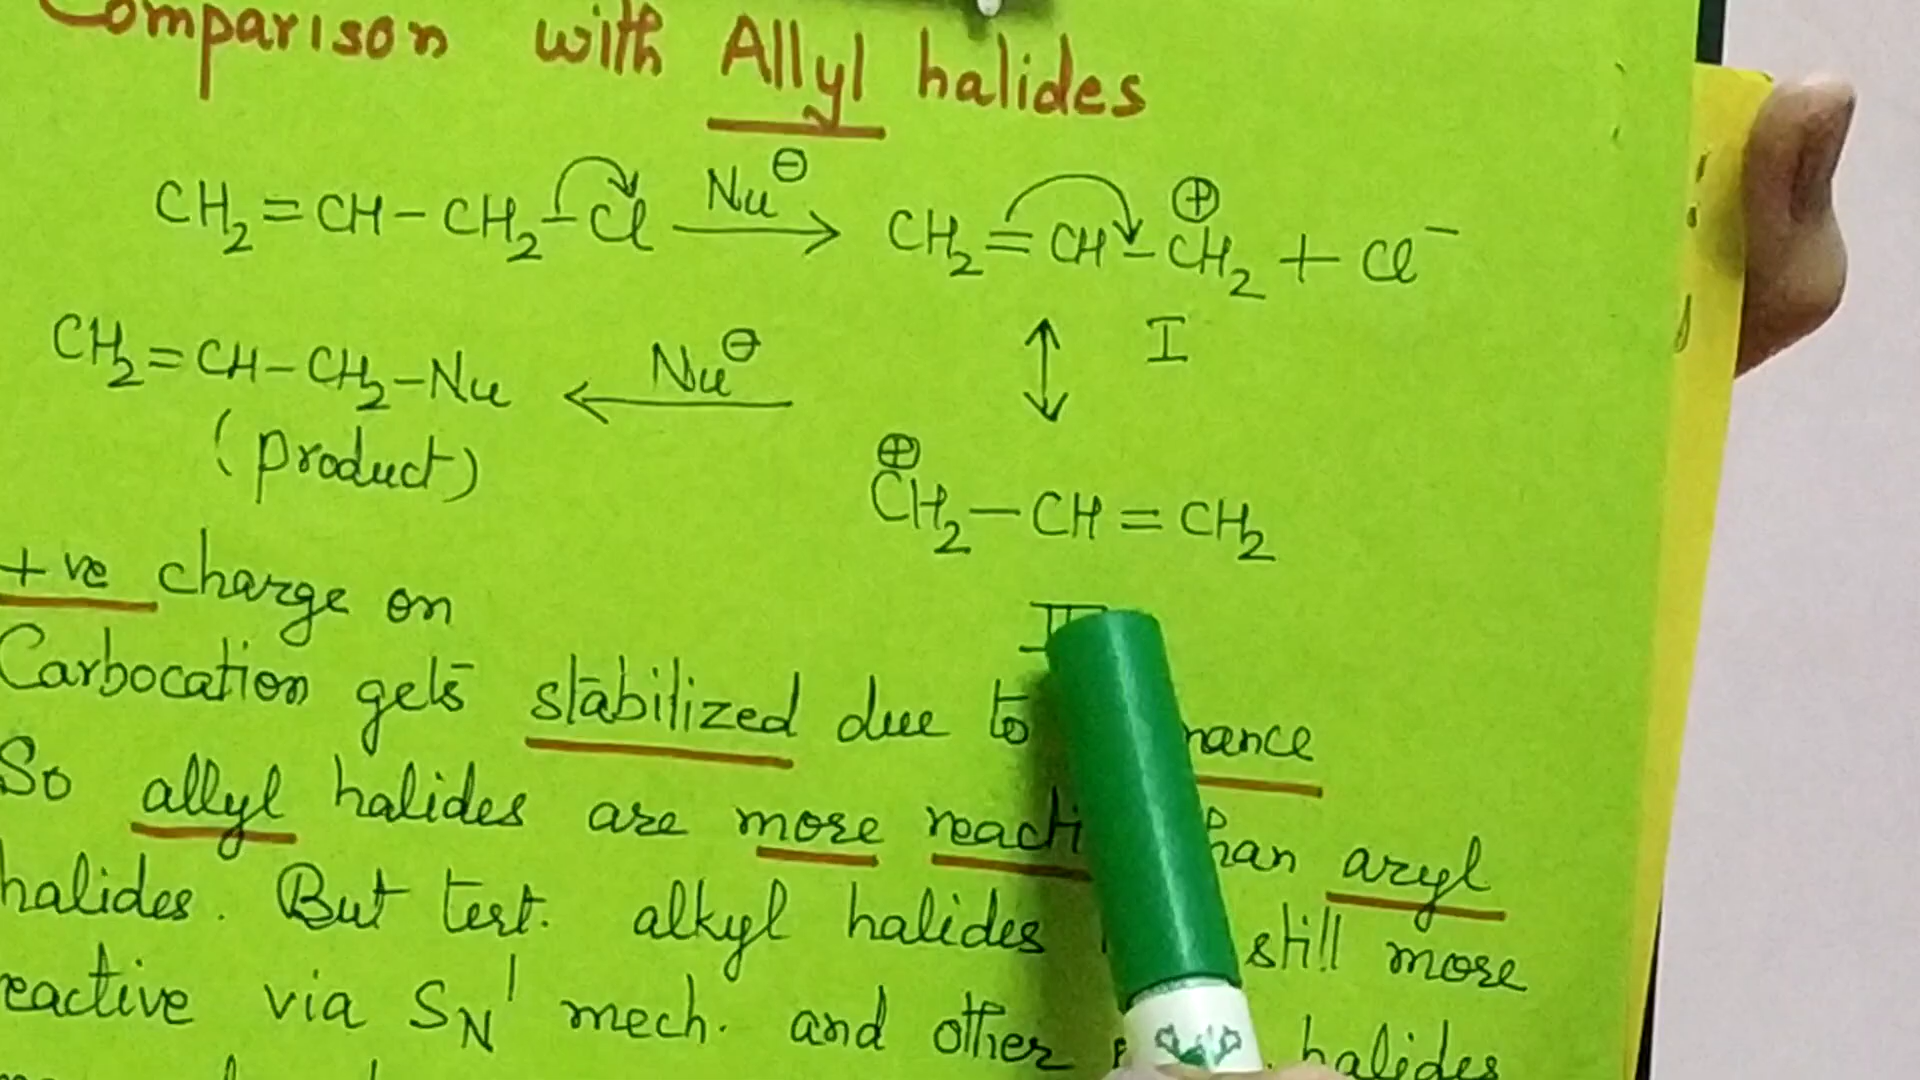 Comparison with Allyl halides
CH₂=CH–CH₂–Cl Nu⊖ → CH₂=CH–CH₂⊕ + Cl⁻
↕ I
CH₂=CH–CH₂–Nu ← Nu⊖
(product)
⊕CH₂–CH=CH₂
II
+ve charge on
Carbocation gets stabilized due to
So allyl halides are more aryl
halides. But tert. alkyl halides still more
reactive via SN¹ mech. and other halides